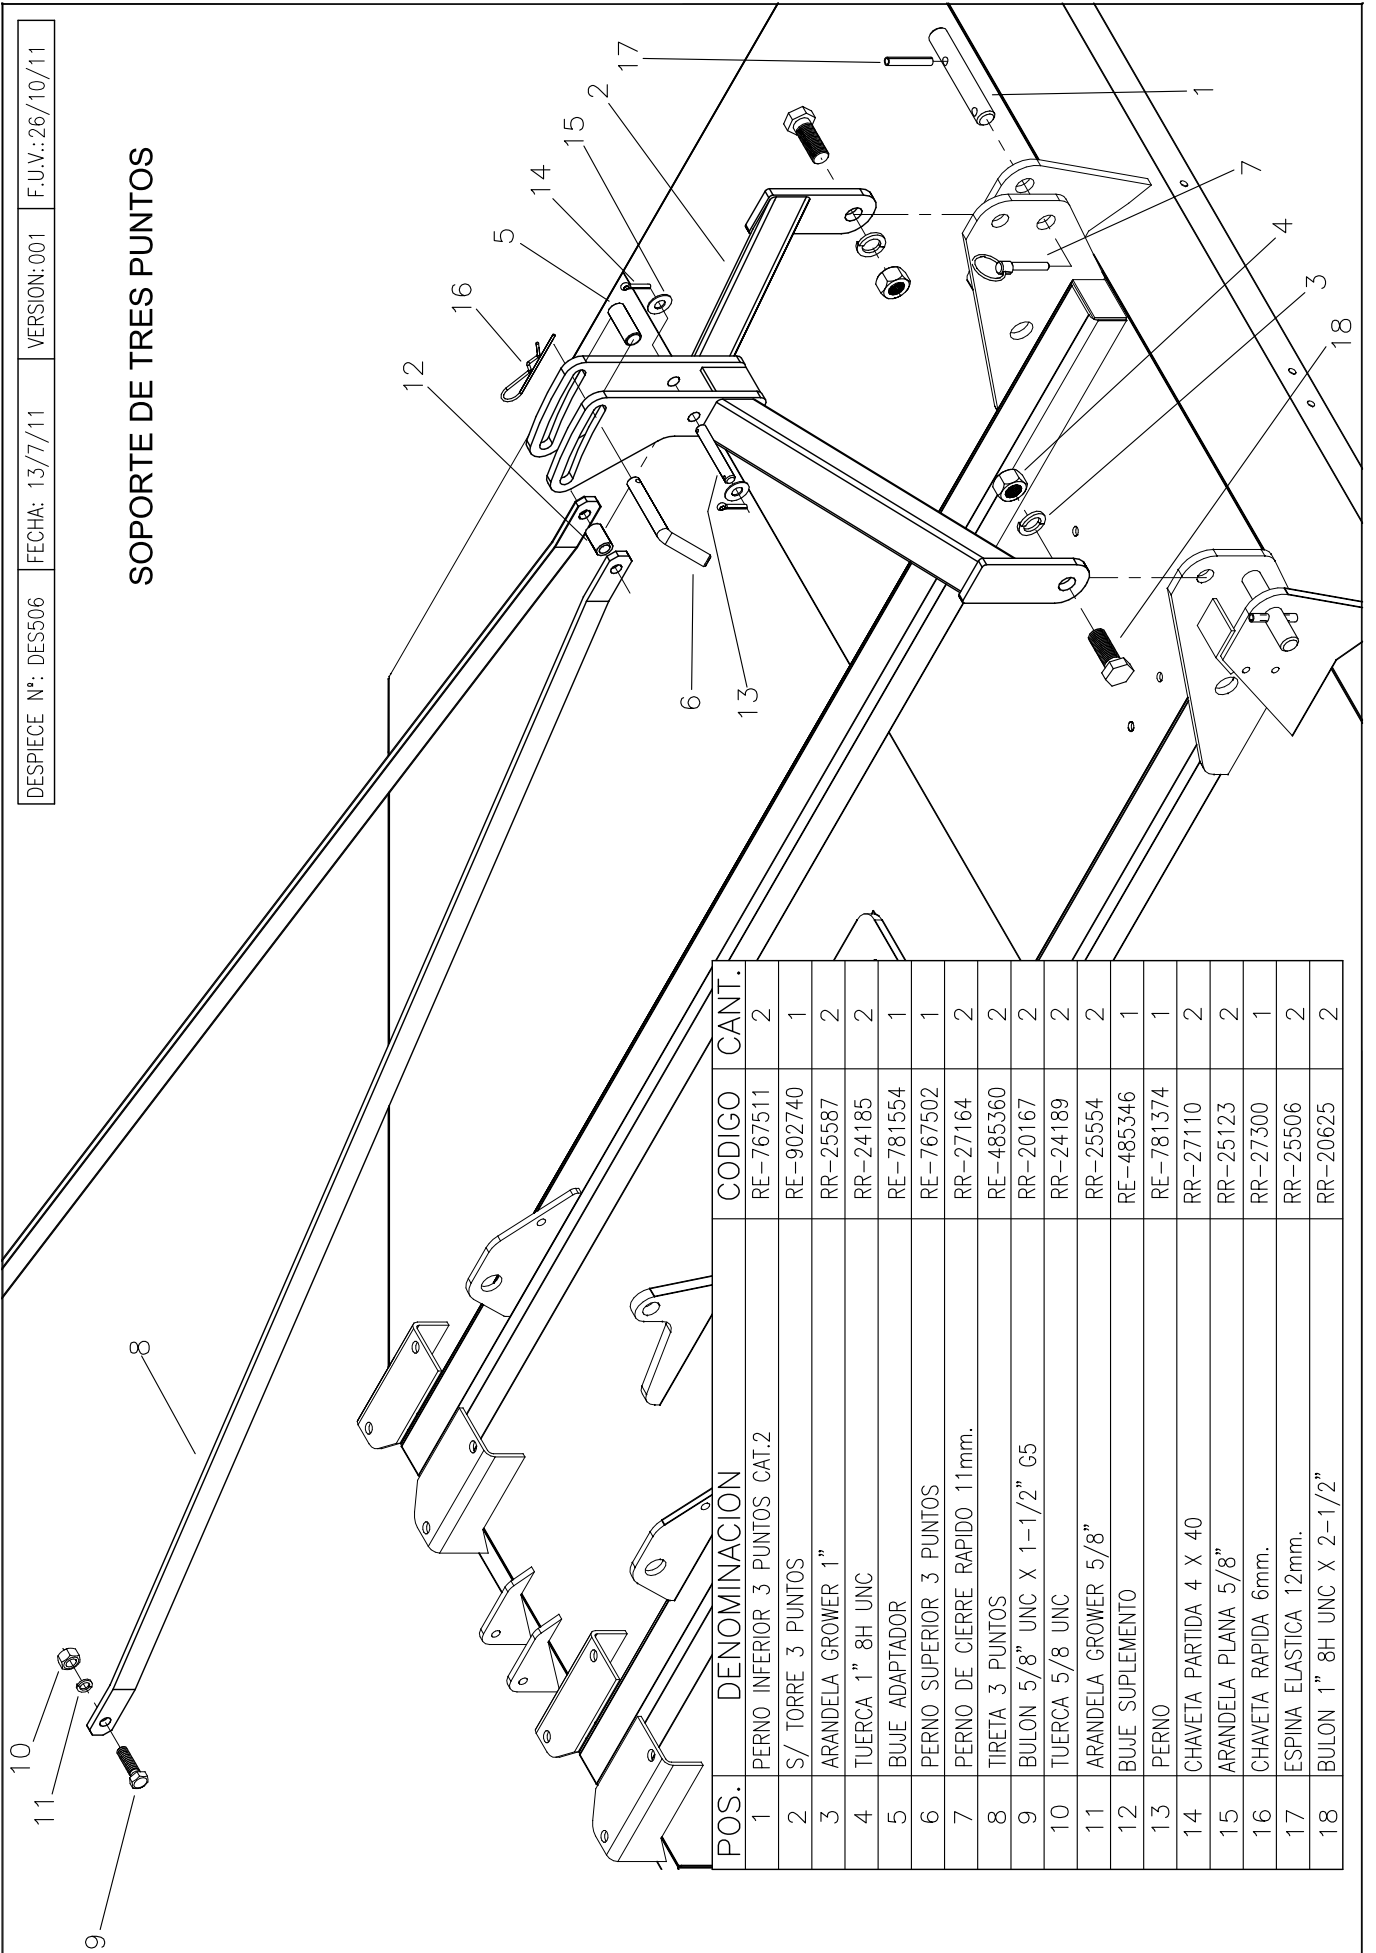 DESPIECE Nº: DES506 FECHA: 13/7/11 VERSION:001 F.U.V.:26/10/11
SOPORTE DE TRES PUNTOS
10
11
9
8
12
16
5
14
15
2
17
6
13
1
7
4
3
18
POS. DENOMINACION CODIGO CANT.
1 PERNO INFERIOR 3 PUNTOS CAT.2 RE-767511 2
2 S/ TORRE 3 PUNTOS RE-902740 1
3 ARANDELA GROWER 1" RR-25587 2
4 TUERCA 1" 8H UNC RR-24185 2
5 BUJE ADAPTADOR RE-781554 1
6 PERNO SUPERIOR 3 PUNTOS RE-767502 1
7 PERNO DE CIERRE RAPIDO 11mm. RR-27164 2
8 TIRETA 3 PUNTOS RE-485360 2
9 BULON 5/8" UNC X 1-1/2" G5 RR-20167 2
10 TUERCA 5/8 UNC RR-24189 2
11 ARANDELA GROWER 5/8" RR-25554 2
12 BUJE SUPLEMENTO RE-485346 1
13 PERNO RE-781374 1
14 CHAVETA PARTIDA 4 X 40 RR-27110 2
15 ARANDELA PLANA 5/8" RR-25123 2
16 CHAVETA RAPIDA 6mm. RR-27300 1
17 ESPINA ELASTICA 12mm. RR-25506 2
18 BULON 1" 8H UNC X 2-1/2" RR-20625 2